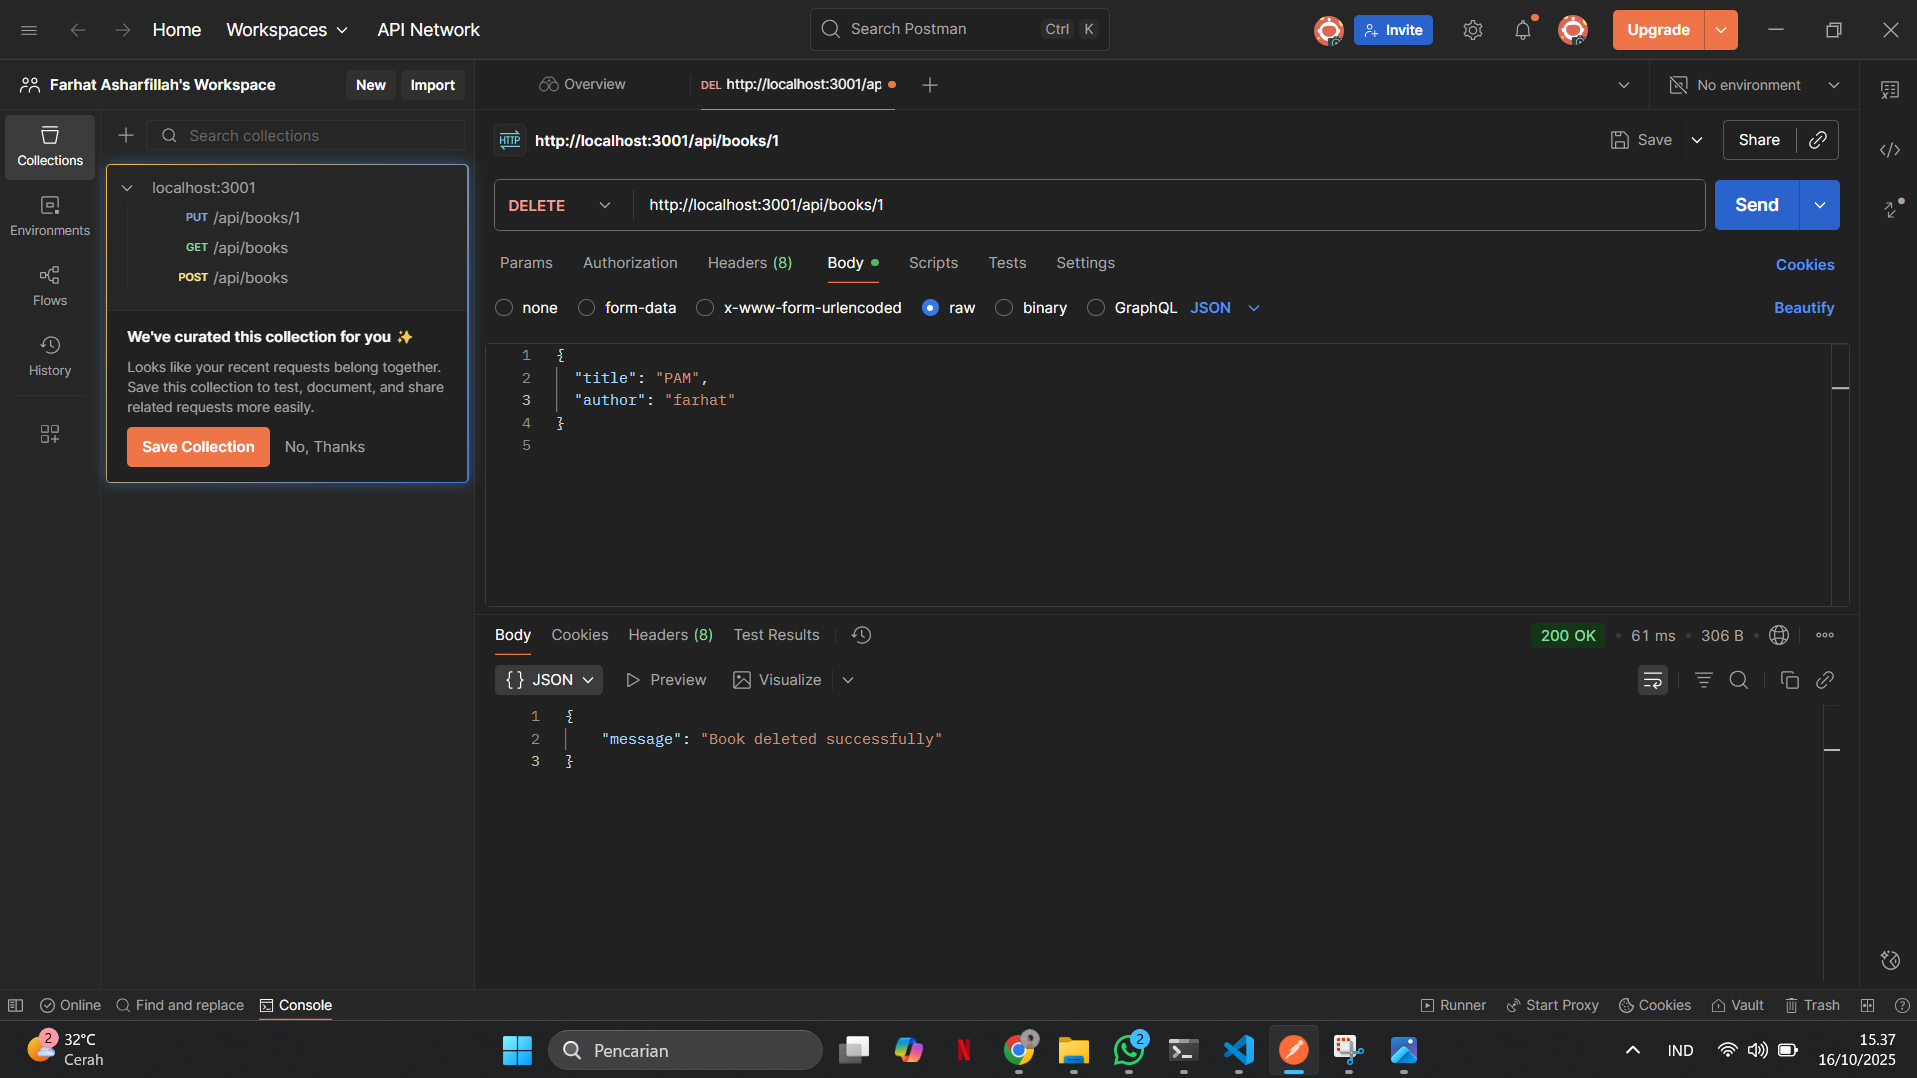 Home Workspaces API Network
Search Postman Ctrl K
Invite Upgrade
Farhat Asharfillah's Workspace New Import
Overview DEL http://localhost:3001/ap
No environment
Collections
Search collections
Environments
Flows
History
localhost:3001
PUT /api/books/1
GET /api/books
POST /api/books
We've curated this collection for you ✨
Looks like your recent requests belong together.
Save this collection to test, document, and share
related requests more easily.
Save Collection No, Thanks
HTTP http://localhost:3001/api/books/1 Save Share
DELETE http://localhost:3001/api/books/1 Send
Params Authorization Headers (8) Body Scripts Tests Settings Cookies
none form-data x-www-form-urlencoded raw binary GraphQL JSON Beautify
1 {
2 "title": "PAM",
3 "author": "farhat"
4 }
5
Body Cookies Headers (8) Test Results 200 OK 61 ms 306 B
{} JSON Preview Visualize
1 {
2 "message": "Book deleted successfully"
3 }
Online Find and replace Console Runner Start Proxy Cookies Vault Trash
2 32°C
Cerah
Pencarian
N
2
IND
15.37
16/10/2025